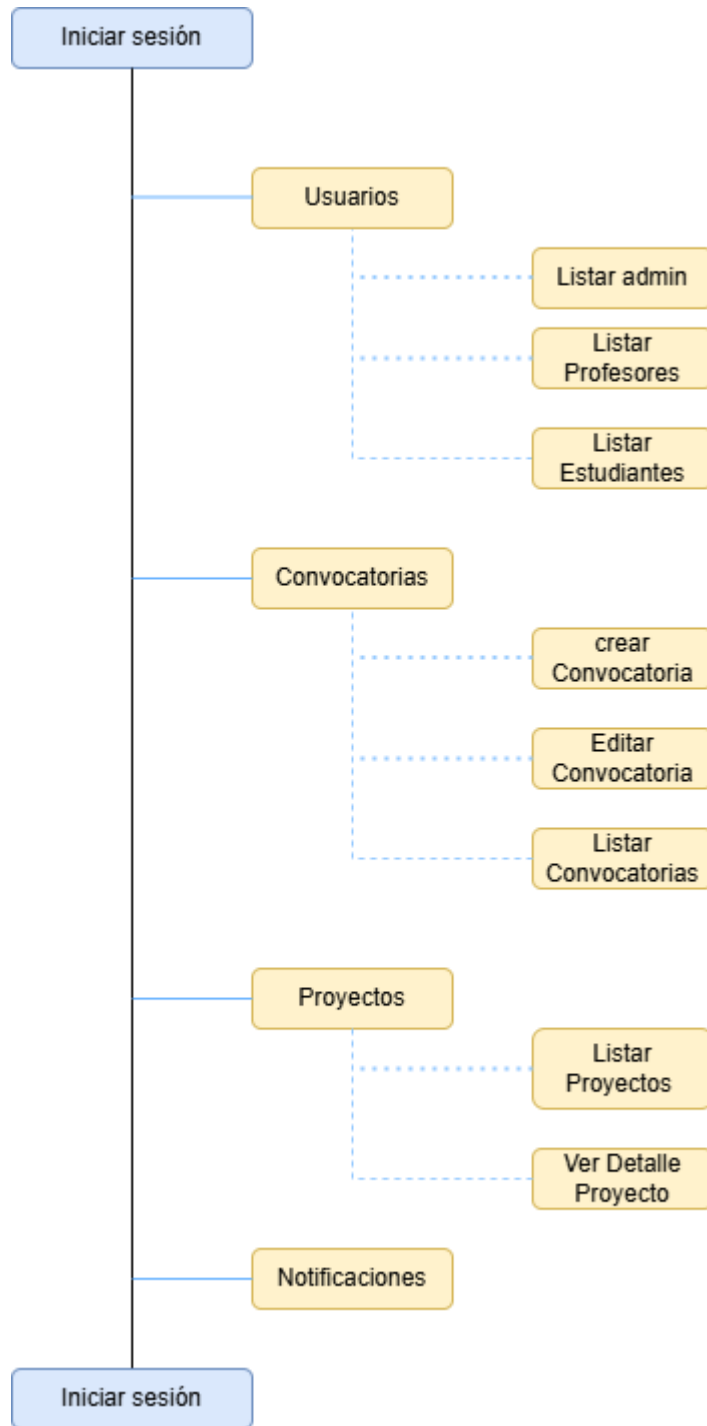 Iniciar sesión
Usuarios
Listar admin
Listar
Profesores
Listar
Estudiantes
Convocatorias
crear
Convocatoria
Editar
Convocatoria
Listar
Convocatorias
Proyectos
Listar
Proyectos
Ver Detalle
Proyecto
Notificaciones
Iniciar sesión